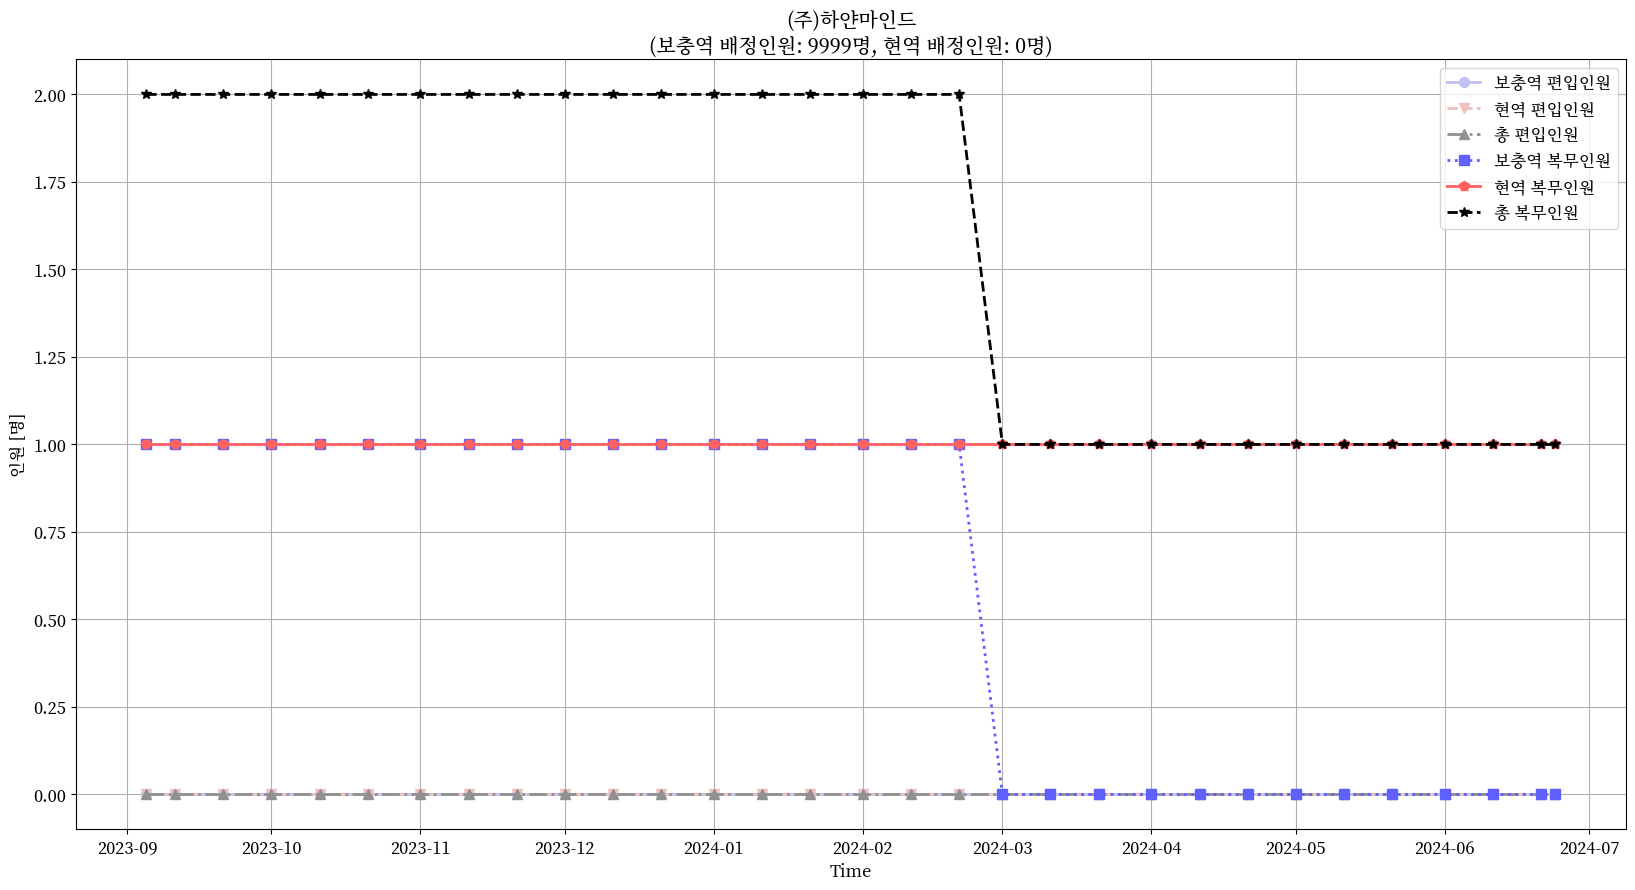 (주)하얀마인드
(보충역 배정인원: 9999명, 현역 배정인원: 0명)
보충역 편입인원
현역 편입인원
총 편입인원
보충역 복무인원
현역 복무인원
총 복무인원
인원 [명]
2.00
1.75
1.50
1.25
1.00
0.75
0.50
0.25
0.00
2023-09 2023-10 2023-11 2023-12 2024-01 2024-02 2024-03 2024-04 2024-05 2024-06 2024-07
Time